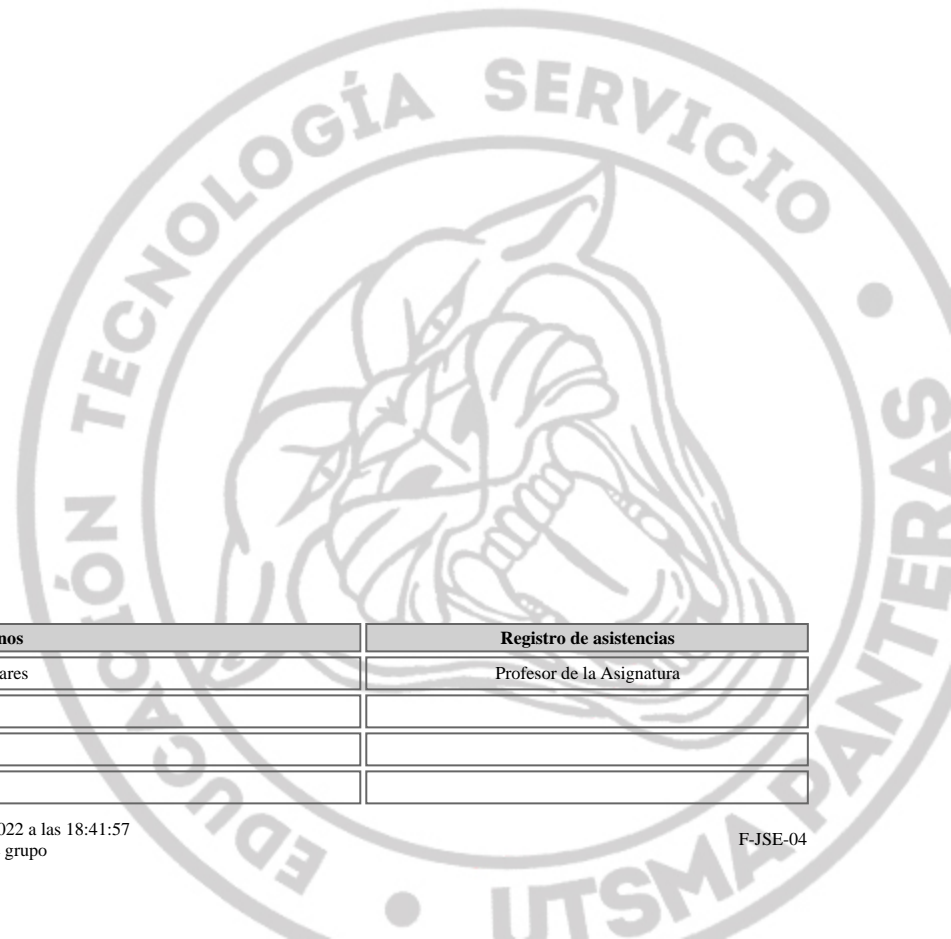 EDUCACIÓN TECNOLOGÍA SERVICIO
UTSMA PANTERAS
nos Registro de asistencias
ares Profesor de la Asignatura
022 a las 18:41:57
grupo
F-JSE-04